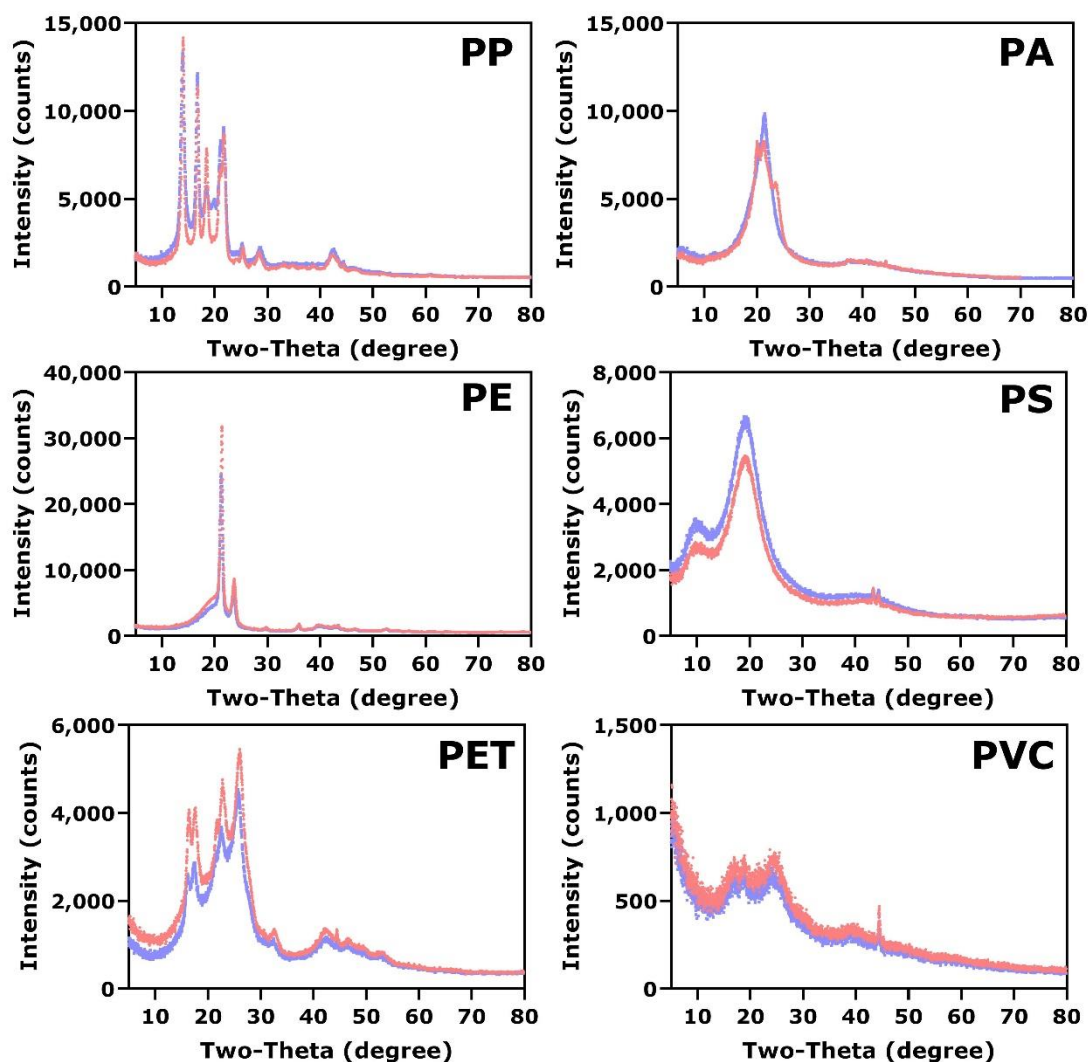 PP
Intensity (counts)
15,000
10,000
5,000
0
10 20 30 40 50 60 70 80
Two-Theta (degree)
PA
Intensity (counts)
15,000
10,000
5,000
0
10 20 30 40 50 60 70 80
Two-Theta (degree)
PE
Intensity (counts)
40,000
30,000
20,000
10,000
0
10 20 30 40 50 60 70 80
Two-Theta (degree)
PS
Intensity (counts)
8,000
6,000
4,000
2,000
0
10 20 30 40 50 60 70 80
Two-Theta (degree)
PET
Intensity (counts)
6,000
4,000
2,000
0
10 20 30 40 50 60 70 80
Two-Theta (degree)
PVC
Intensity (counts)
1,500
1,000
500
0
10 20 30 40 50 60 70 80
Two-Theta (degree)